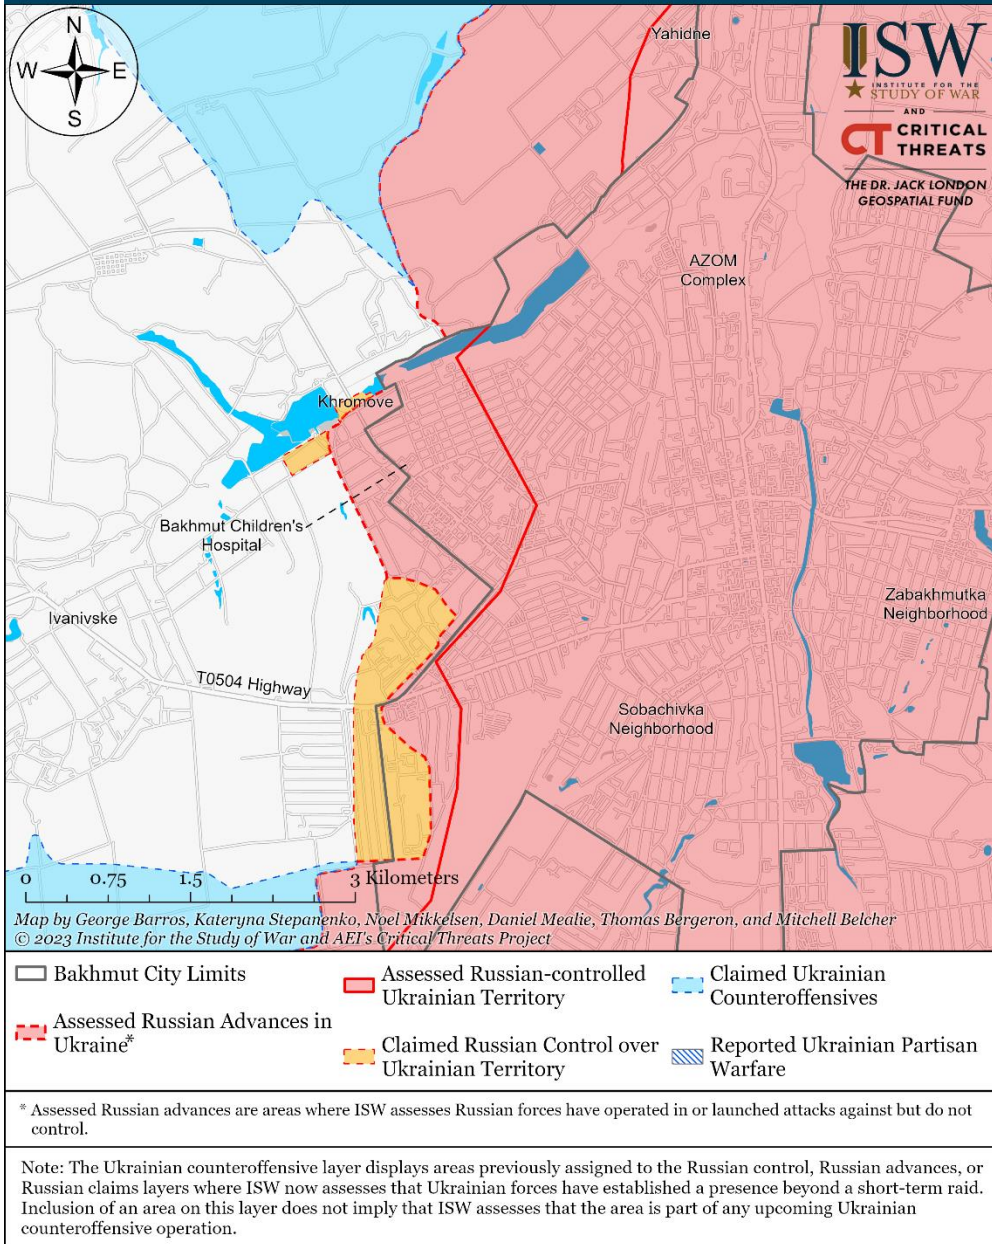 N
W
E
S
Yahidne
ISW
INSTITUTE FOR THE
STUDY OF WAR
AND
CT CRITICAL
THREATS
THE DR. JACK LONDON
GEOSPATIAL FUND
AZOM
Complex
Khromove
Bakhmut Children's
Hospital
Ivanivske
Zabakhmutka
Neighborhood
T0504 Highway
Sobachivka
Neighborhood
0 0.75 1.5 3 Kilometers
Map by George Barros, Kateryna Stepanenko, Noel Mikkelsen, Daniel Mealie, Thomas Bergeron, and Mitchell Belcher
© 2023 Institute for the Study of War and AEI's Critical Threats Project
Bakhmut City Limits
Assessed Russian Advances in
Ukraine*
Assessed Russian-controlled
Ukrainian Territory
Claimed Russian Control over
Ukrainian Territory
Claimed Ukrainian
Counteroffensives
Reported Ukrainian Partisan
Warfare
* Assessed Russian advances are areas where ISW assesses Russian forces have operated in or launched attacks against but do not
control.
Note: The Ukrainian counteroffensive layer displays areas previously assigned to the Russian control, Russian advances, or
Russian claims layers where ISW now assesses that Ukrainian forces have established a presence beyond a short-term raid.
Inclusion of an area on this layer does not imply that ISW assesses that the area is part of any upcoming Ukrainian
counteroffensive operation.